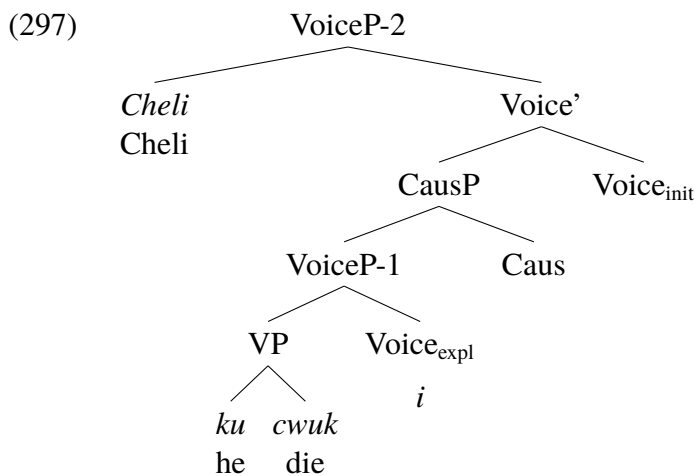 (297) VoiceP-2
Cheli Voice’
Cheli
CausP Voiceinit
VoiceP-1 Caus
VP Voiceexpl
i
ku cwuk
he die